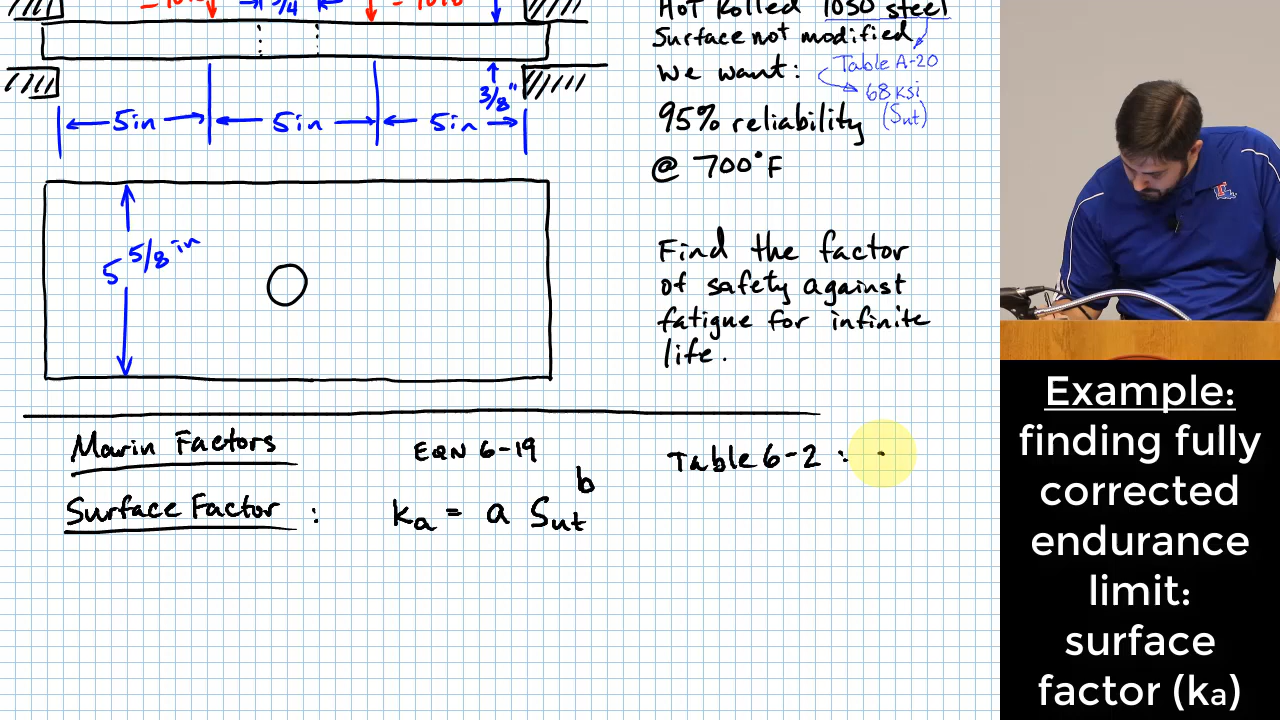 3/4
Hot Rolled 1050 steel
Surface not modified
Table A-20
We want:
68 ksi
(Sut)
3/8"
5in
5in
5in
95% reliability
@ 700°F
5 5/8 in
Find the factor
of safety against
fatigue for infinite
life.
Marin Factors
EQN 6-19
Table 6-2 :
Surface Factor :
ka = a Sut b
Example:
finding fully
corrected
endurance
limit:
surface
factor (ka)